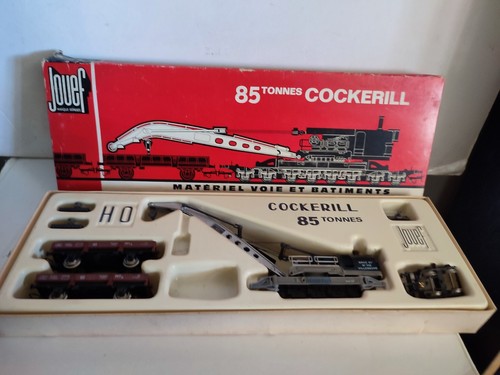 Jouef
85 TONNES COCKERILL
MATÉRIEL VOIE ET BATIMENTS
HO
COCKERILL
85 TONNES
Jouef